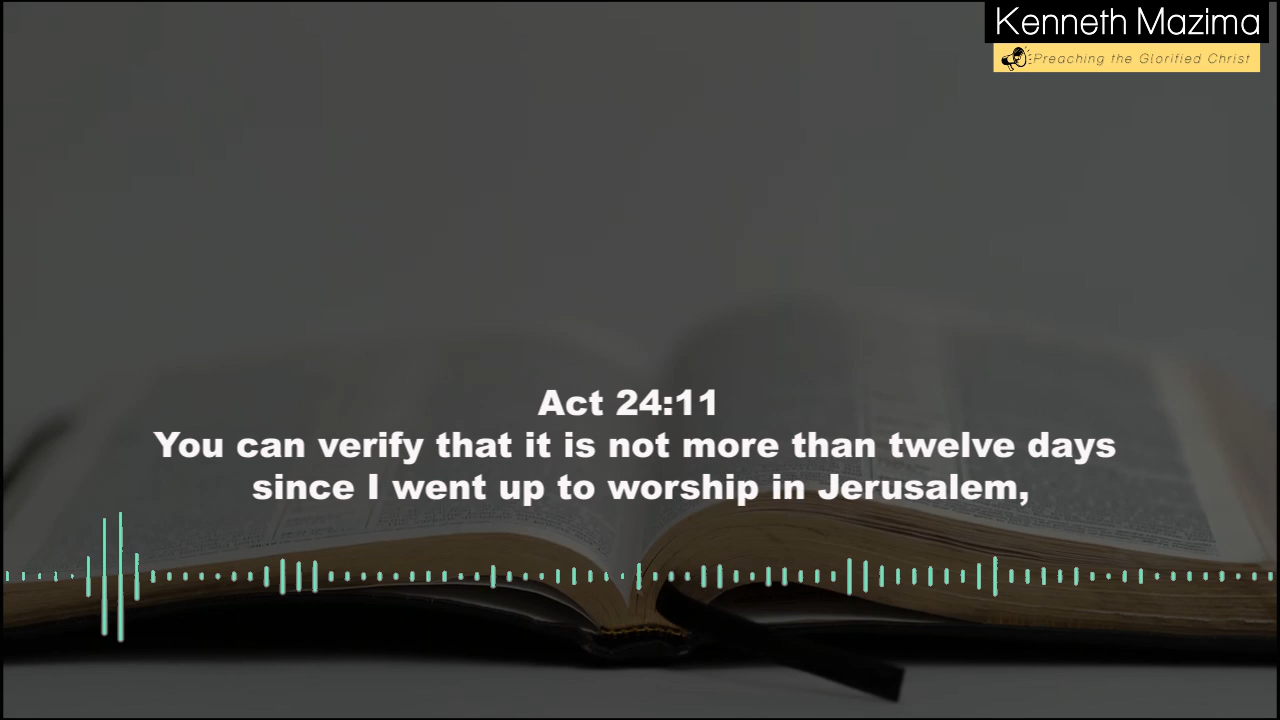 Kenneth Mazima
Preaching the Glorified Christ
Act 24:11
You can verify that it is not more than twelve days
since I went up to worship in Jerusalem,